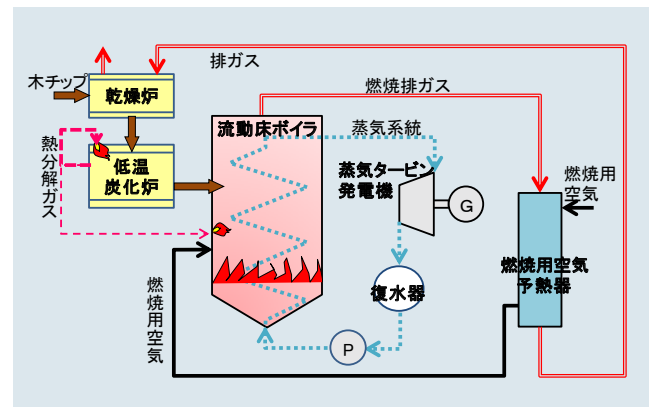 排ガス
木チップ
乾燥炉
燃焼排ガス
流動床ボイラ
蒸気系統
熱分解ガス
低温
炭化炉
蒸気タービン
発電機
G
燃焼用
空気
燃焼用空気
予熱器
復水器
燃焼用空気
P